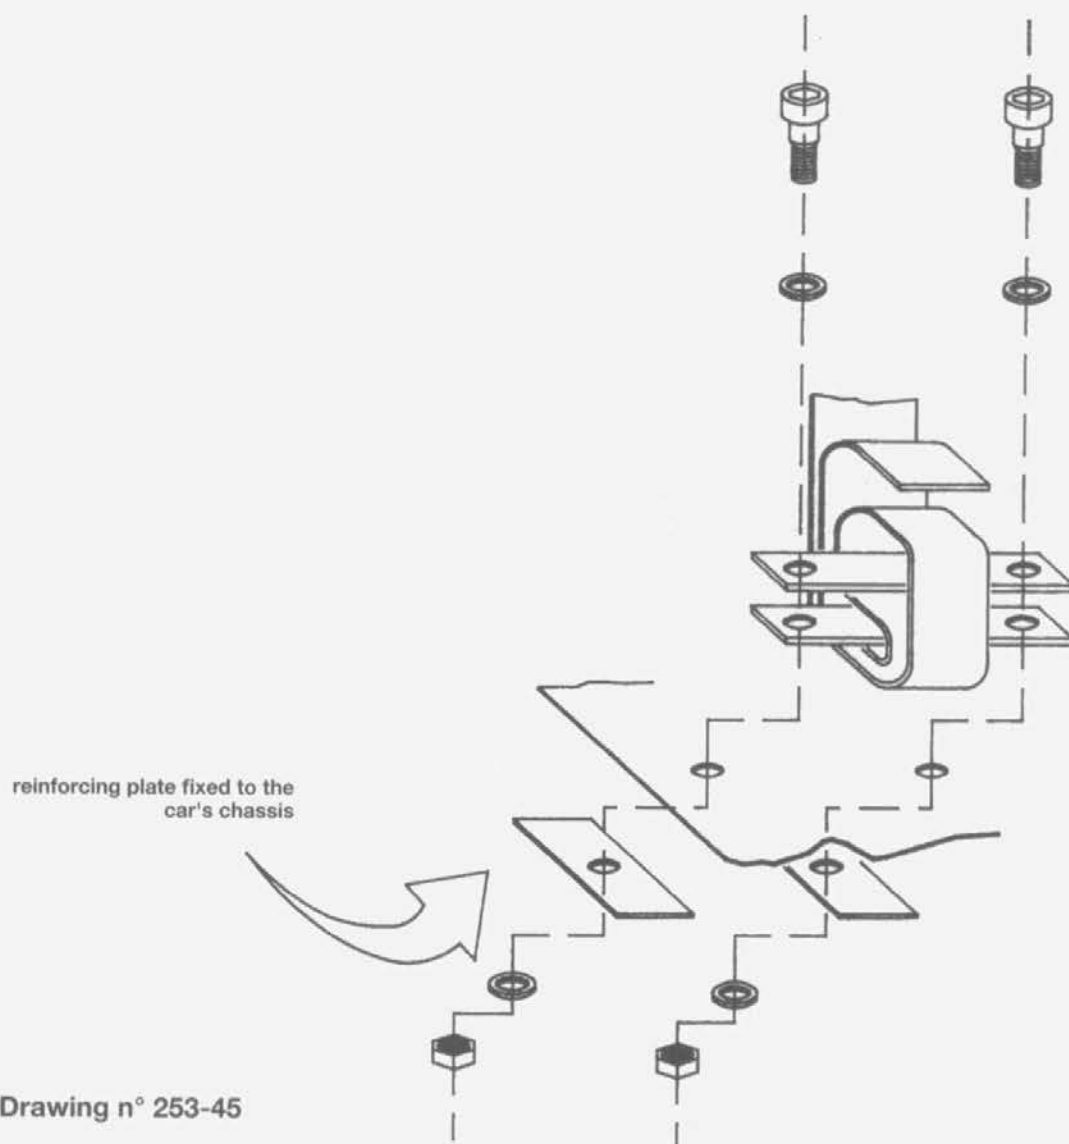 reinforcing plate fixed to the
car's chassis
Drawing n° 253-45